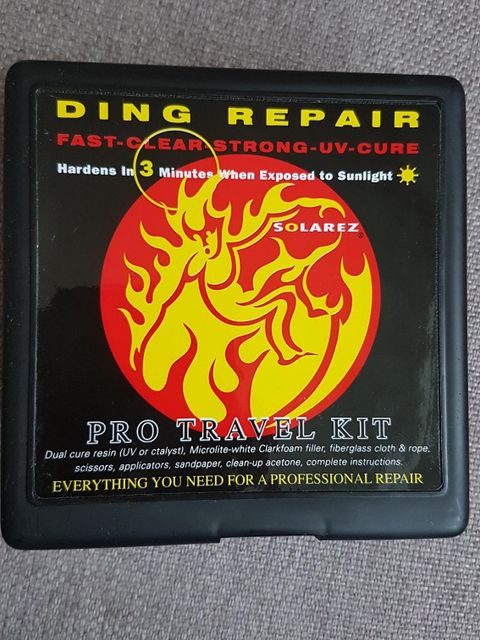 DING REPAIR
FAST-CLEAR-STRONG-UV-CURE
Hardens In 3 Minutes When Exposed to Sunlight
SOLAREZ
PRO TRAVEL KIT
Dual cure resin (UV or ctalyst), Microlite-white Clarkfoam filler, fiberglass cloth & rope,
scissors, applicators, sandpaper, clean-up acetone, complete instructions.
EVERYTHING YOU NEED FOR A PROFESSIONAL REPAIR